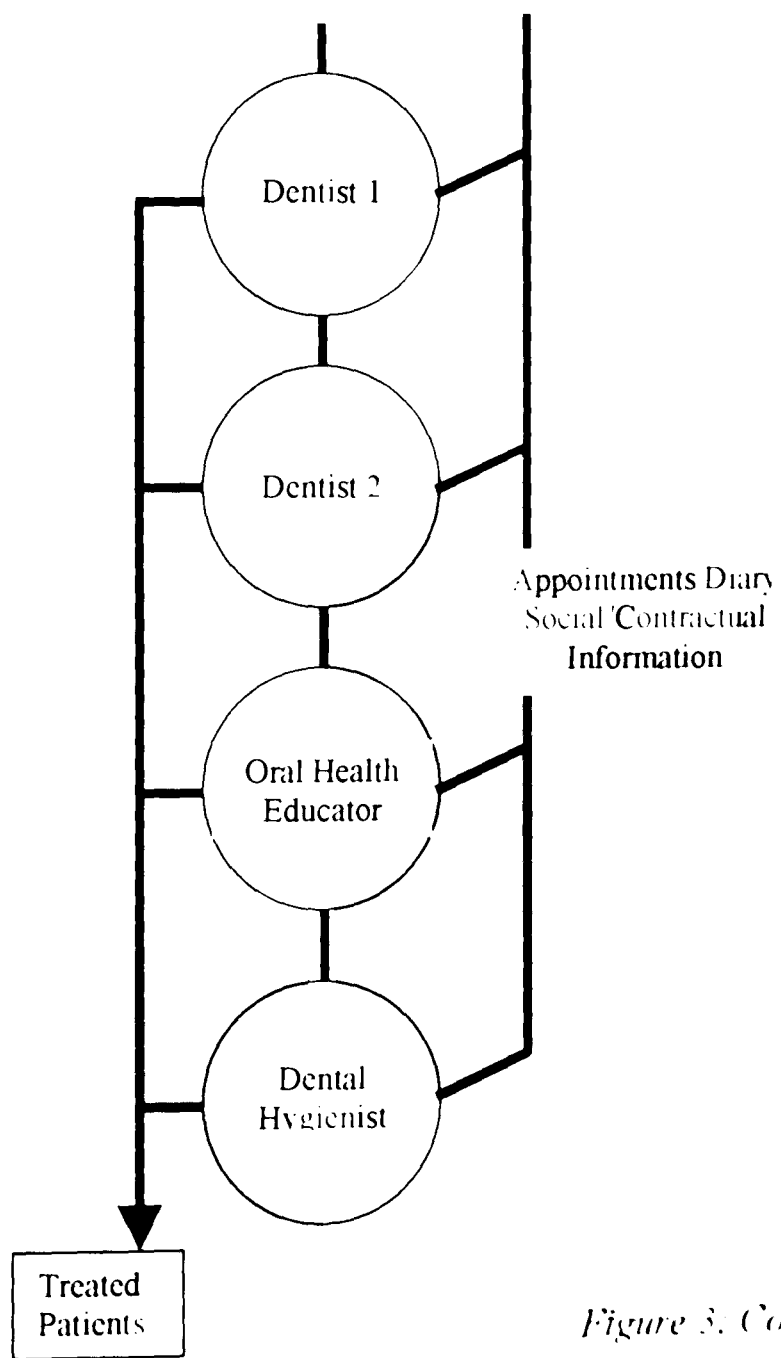 Dentist 1
Dentist 2
Appointments Diary
Social/Contractual
Information
Oral Health
Educator
Dental
Hygienist
Treated
Patients
Figure 3: